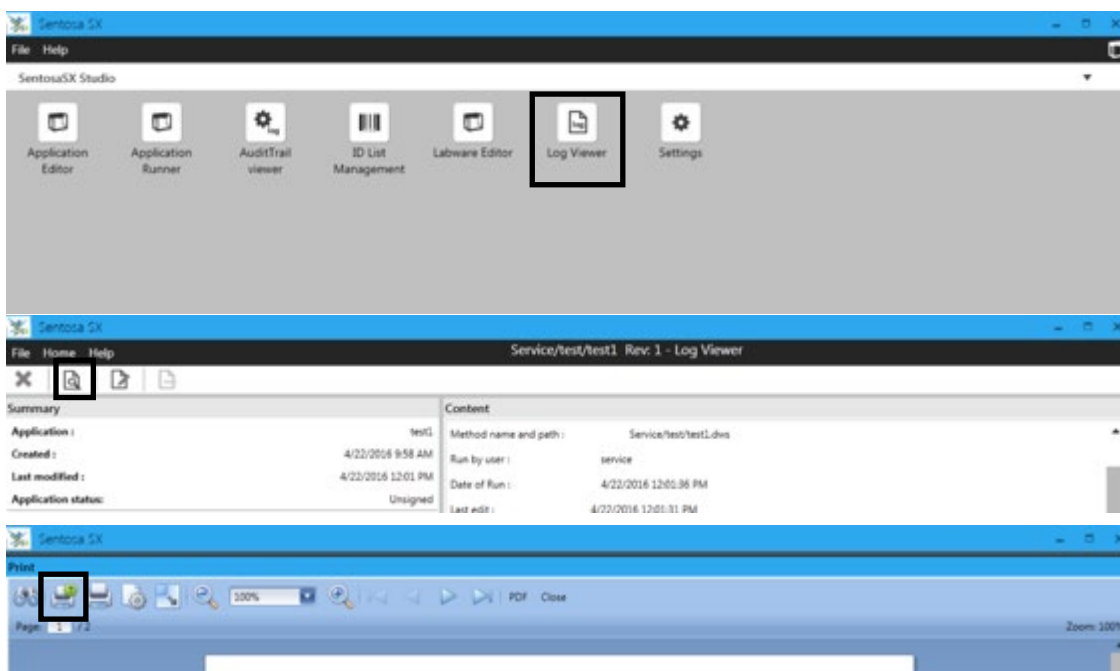 Sentosa SX
File Help
SentosaSX Studio
Application Editor
Application Runner
AuditTrail viewer
ID List Management
Labware Editor
Log
Log Viewer
Settings
Sentosa SX
File Home Help
Service/test/test1 Rev: 1 - Log Viewer
Summary
Application : test1
Created : 4/22/2016 9:58 AM
Last modified : 4/22/2016 12:01 PM
Application status: Unsigned
Content
Method name and path : Service/test/test1.dws
Run by user : service
Date of Run : 4/22/2016 12:01:36 PM
Last edit : 4/22/2016 12:01:31 PM
Sentosa SX
Print
100% PDF Close
Page: 1 / 2
Zoom: 100%